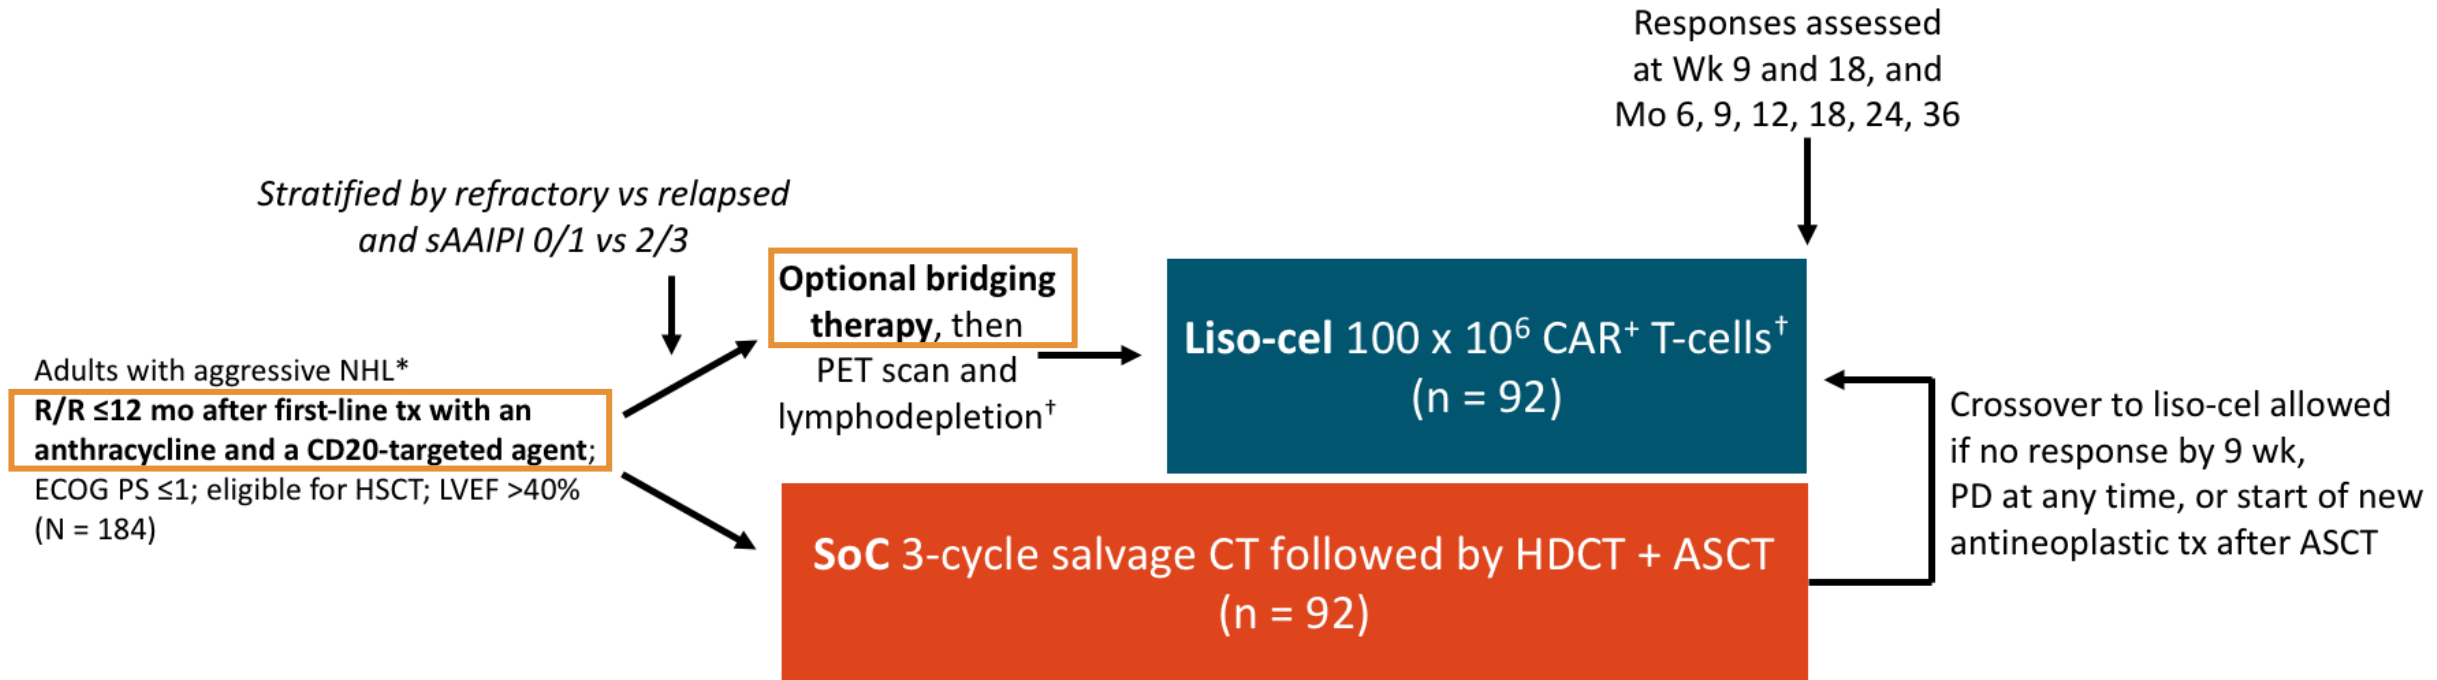 Responses assessed
at Wk 9 and 18, and
Mo 6, 9, 12, 18, 24, 36
Stratified by refractory vs relapsed
and sAAIPI 0/1 vs 2/3
Adults with aggressive NHL*
R/R ≤12 mo after first-line tx with an
anthracycline and a CD20-targeted agent;
ECOG PS ≤1; eligible for HSCT; LVEF >40%
(N = 184)
Optional bridging
therapy, then
PET scan and
lymphodepletion†
Liso-cel 100 x 10⁶ CAR⁺ T-cells†
(n = 92)
SoC 3-cycle salvage CT followed by HDCT + ASCT
(n = 92)
Crossover to liso-cel allowed
if no response by 9 wk,
PD at any time, or start of new
antineoplastic tx after ASCT